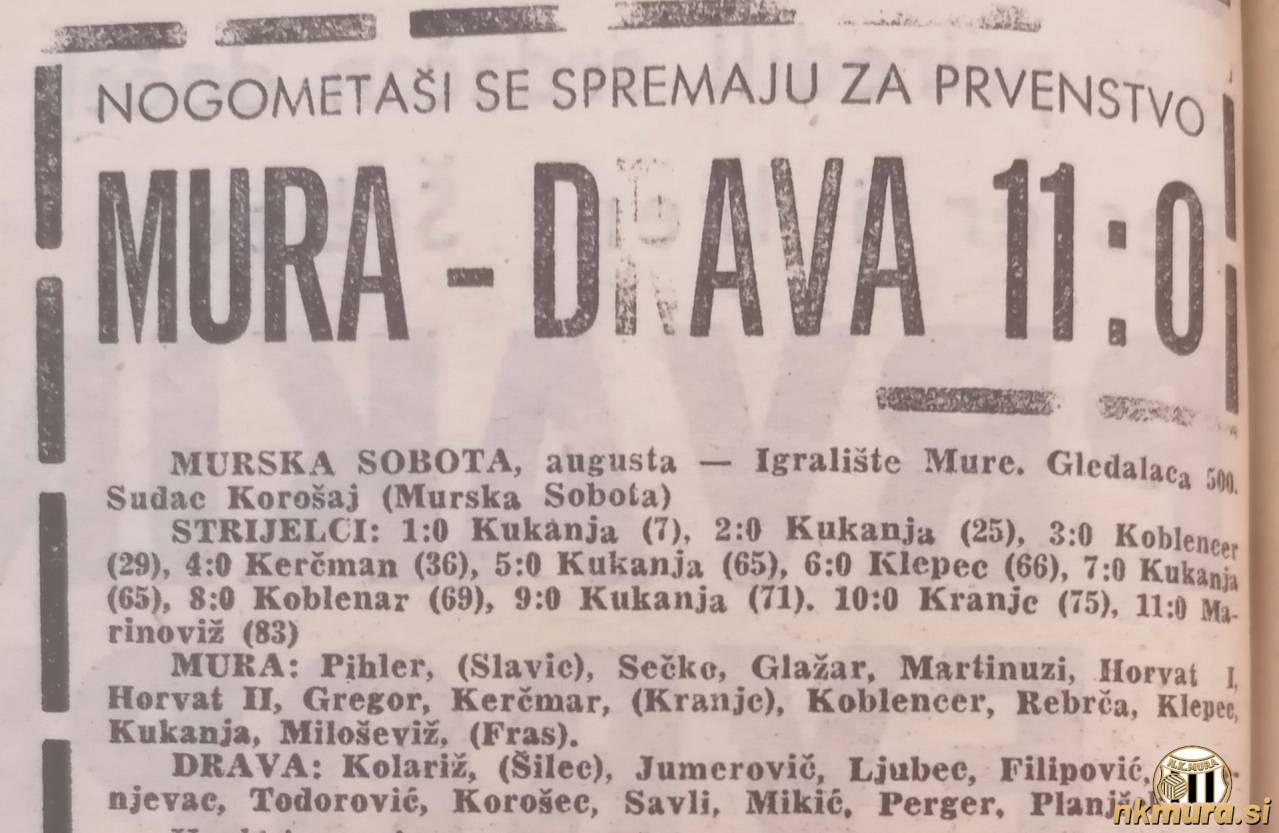 NOGOMETAŠI SE SPREMAJU ZA PRVENSTVO
MURA - DRAVA 11:0
MURSKA SOBOTA, augusta — Igralište Mure. Gledalaca 500.
Sudac Korošaj (Murska Sobota)
STRIJELCI: 1:0 Kukanja (7), 2:0 Kukanja (25), 3:0 Koblencer
(29), 4:0 Kerčman (36), 5:0 Kukanja (65), 6:0 Klepec (66), 7:0 Kukanja
(65), 8:0 Koblenar (69), 9:0 Kukanja (71). 10:0 Kranjc (75), 11:0 Ma-
rinoviž (83)
MURA: Pihler, (Slavic), Sečko, Glažar, Martinuzi, Horvat I,
Horvat II, Gregor, Kerčmar, (Kranjc), Koblencer, Rebrča, Klepec,
Kukanja, Miloševiž, (Fras).
DRAVA: Kolariž, (Šilec), Jumerovič, Ljubec, Filipović,
njevac, Todorović, Korošec, Savli, Mikić, Perger,
N.K. MURA
nkmura.si